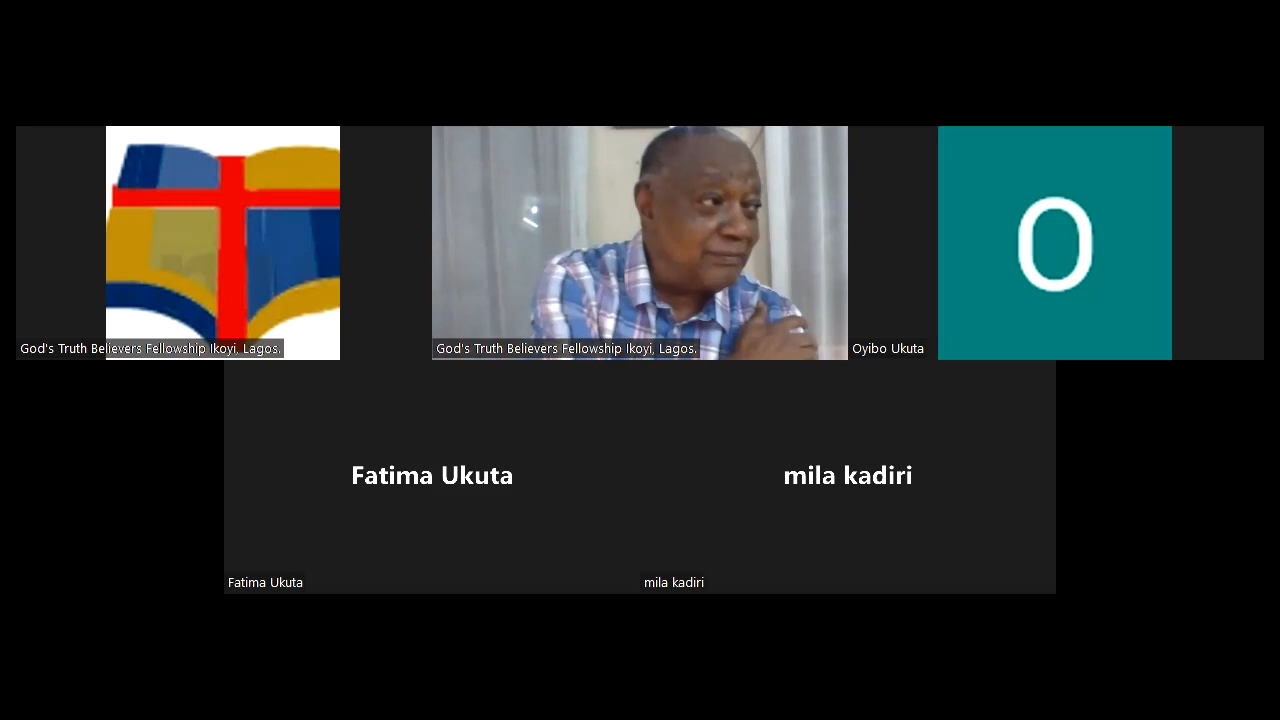 God's Truth Believers Fellowship Ikoyi, Lagos.
God's Truth Believers Fellowship Ikoyi, Lagos.
O
Oyibo Ukuta
Fatima Ukuta
mila kadiri
Fatima Ukuta
mila kadiri